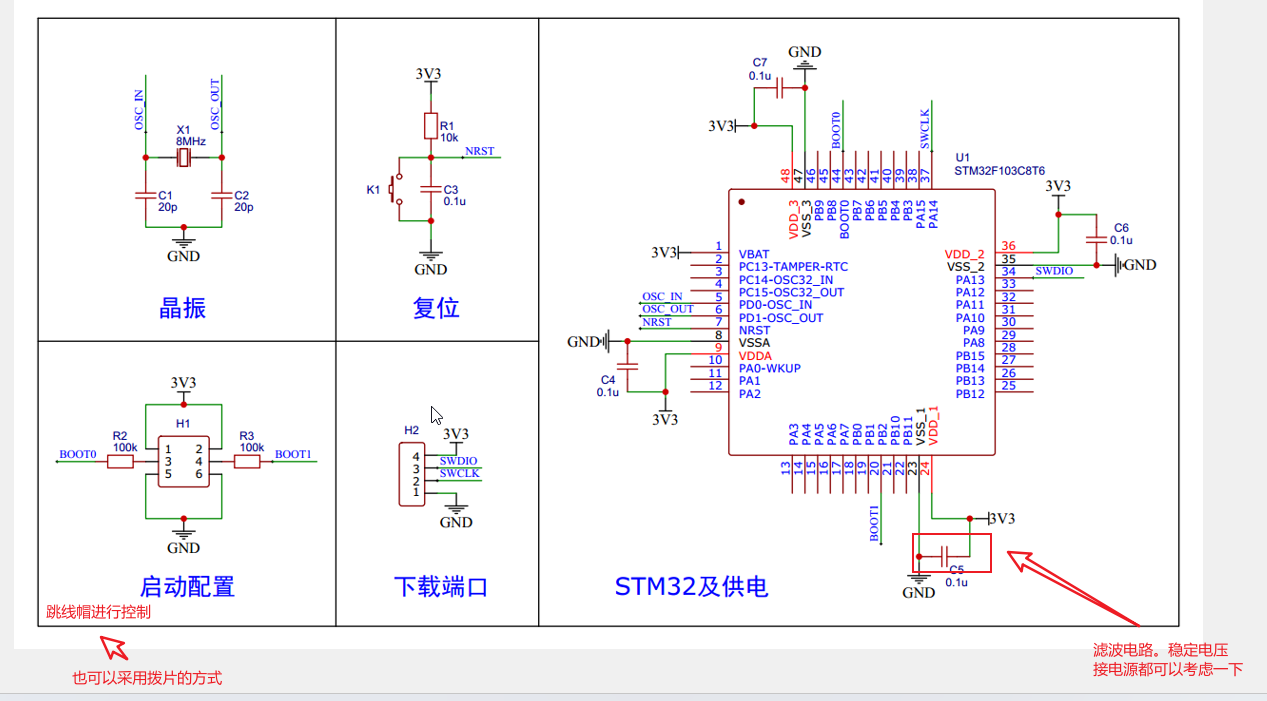 OSC_IN
OSC_OUT
X1
8MHz
C1
20p
C2
20p
GND
晶振
3V3
R1
10k
NRST
K1
C3
0.1u
GND
复位
3V3
H1
R2
100k
R3
100k
BOOT0
BOOT1
1 2
3 4
5 6
GND
启动配置
跳线帽进行控制
也可以采用拨片的方式
H2
3V3
4
3 SWDIO
2 SWCLK
1
GND
下载端口
GND
C7
0.1u
3V3
BOOT0
SWCLK
U1
STM32F103C8T6
48 47 46 45 44 43 42 41 40 39 38 37
VDD_3 VSS_3 PB9 PB8 BOOT0 PB7 PB6 PB5 PB4 PB3 PA15 PA14
3V3
1 VBAT
2 PC13-TAMPER-RTC
3 PC14-OSC32_IN
4 PC15-OSC32_OUT
OSC_IN 5 PD0-OSC_IN
OSC_OUT 6 PD1-OSC_OUT
NRST 7 NRST
GND 8 VSSA
9 VDDA
10 PA0-WKUP
11 PA1
12 PA2
C4
0.1u
3V3
3V3
C6
0.1u
GND
VDD_2 36
VSS_2 35
PA13 34 SWDIO
PA12 33
PA11 32
PA10 31
PA9 30
PA8 29
PB15 28
PB14 27
PB13 26
PB12 25
PA3 PA4 PA5 PA6 PA7 PB0 PB1 PB2 PB10 PB11 VSS_1 VDD_1
13 14 15 16 17 18 19 20 21 22 23 24
BOOT1
3V3
C5
0.1u
GND
STM32及供电
滤波电路。稳定电压
接电源都可以考虑一下